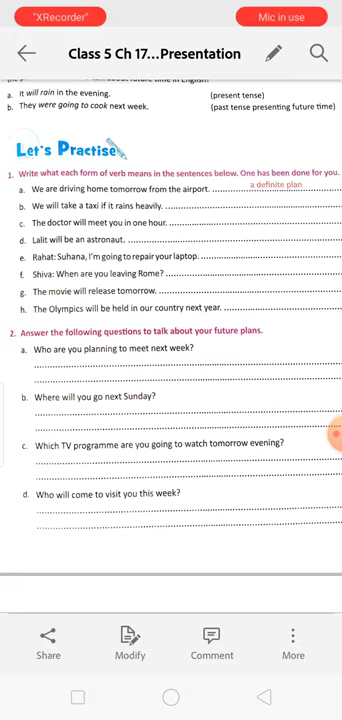 "XRecorder"
Mic in use
Class 5 Ch 17...Presentation
a. It will rain in the evening. (present tense)
b. They were going to cook next week. (past tense presenting future time)
Let's Practise
1. Write what each form of verb means in the sentences below. One has been done for you.
a. We are driving home tomorrow from the airport. a definite plan
b. We will take a taxi if it rains heavily.
c. The doctor will meet you in one hour.
d. Lalit will be an astronaut.
e. Rahat: Suhana, I'm going to repair your laptop.
f. Shiva: When are you leaving Rome?
g. The movie will release tomorrow.
h. The Olympics will be held in our country next year.
2. Answer the following questions to talk about your future plans.
a. Who are you planning to meet next week?
b. Where will you go next Sunday?
c. Which TV programme are you going to watch tomorrow evening?
d. Who will come to visit you this week?
Share
Modify
Comment
More